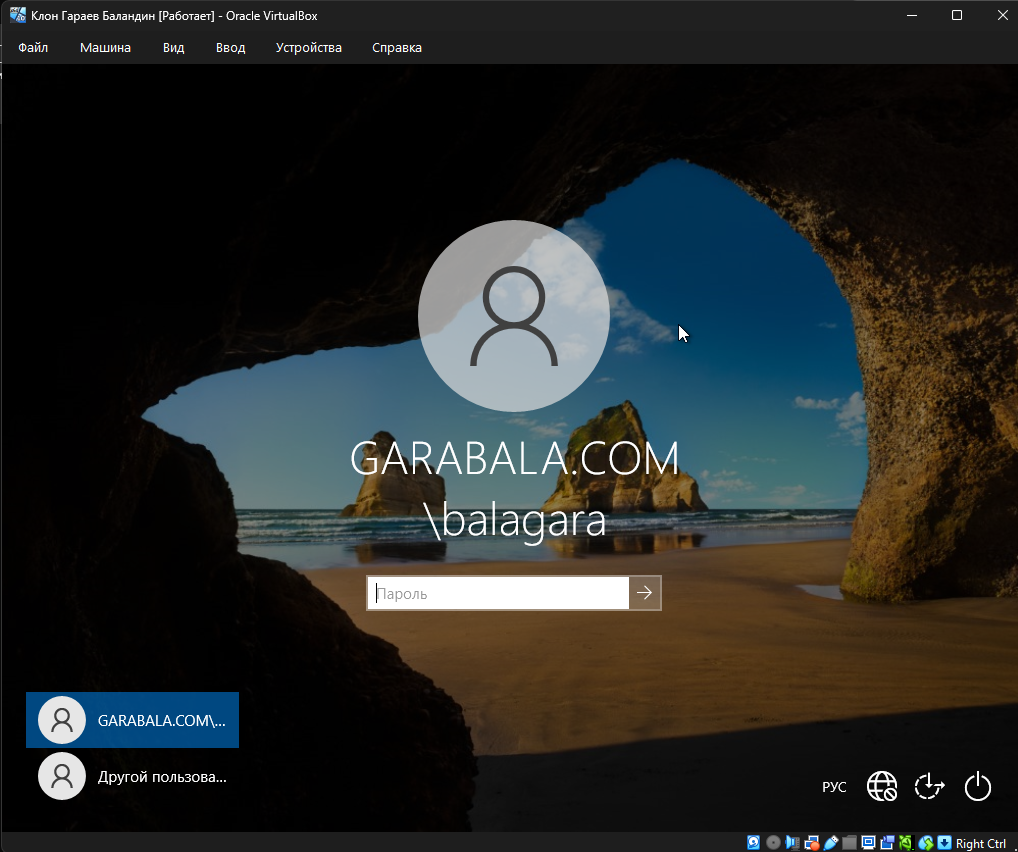 Клон Гараев Баландин [Работает] - Oracle VirtualBox
Файл Машина Вид Ввод Устройства Справка
GARABALA.COM
\balagara
Пароль
GARABALA.COM\...
Другой пользова...
РУС
Right Ctrl